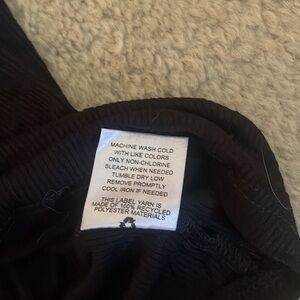 MACHINE WASH COLD
WITH LIKE COLORS
ONLY NON-CHLORINE
BLEACH WHEN NEEDED
TUMBLE DRY LOW
REMOVE PROMPTLY
COOL IRON IF NEEDED
THIS LABEL YARN IS
MADE OF 100% RECYCLED
POLYESTER MATERIALS